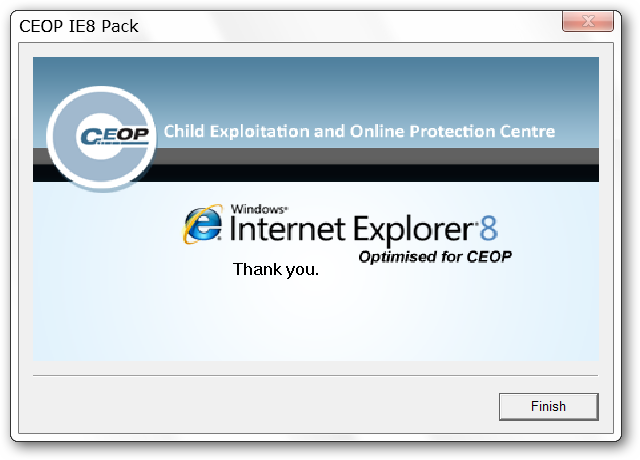 CEOP IE8 Pack
CEOP
Child Exploitation and Online Protection Centre
Windows®
Internet Explorer 8
Optimised for CEOP
Thank you.
Finish